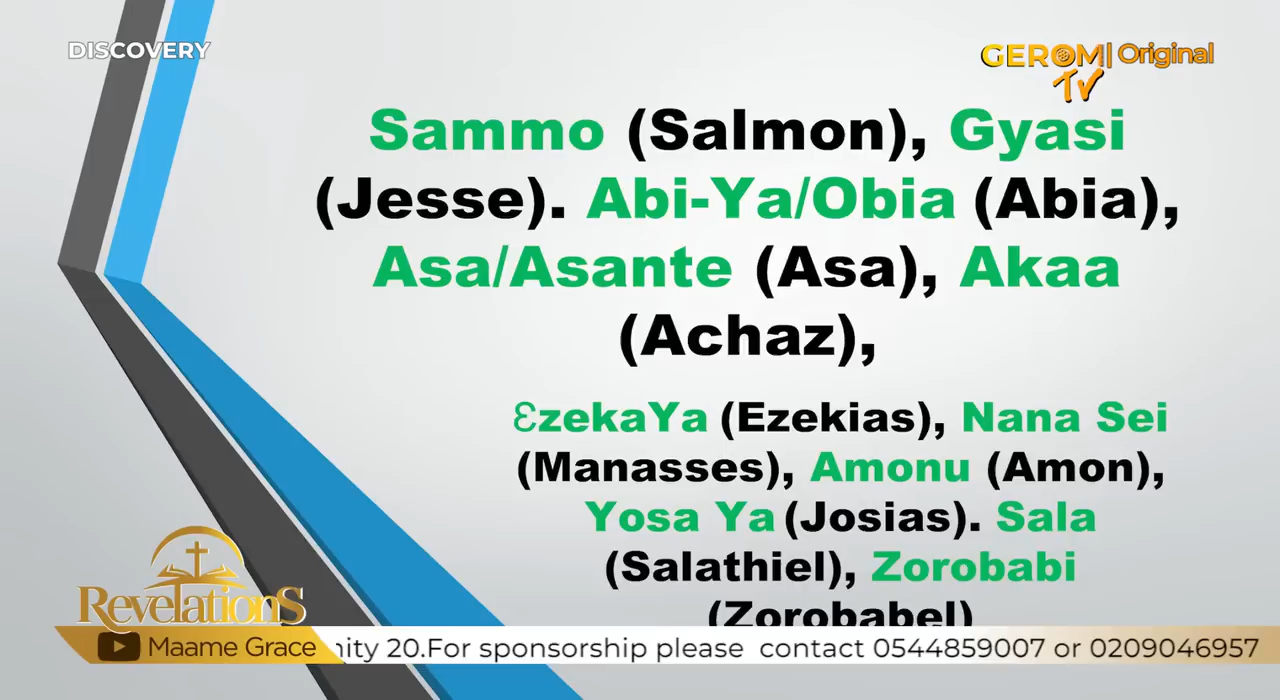 DISCOVERY
GEROM TV | Original
Sammo (Salmon), Gyasi
(Jesse). Abi-Ya/Obia (Abia),
Asa/Asante (Asa), Akaa
(Achaz),
ƐzekaYa (Ezekias), Nana Sei
(Manasses), Amonu (Amon),
Yosa Ya (Josias). Sala
(Salathiel), Zorobabi
(Zorobabel)
RevelationS
Maame Grace
20.For sponsorship please contact 0544859007 or 0209046957